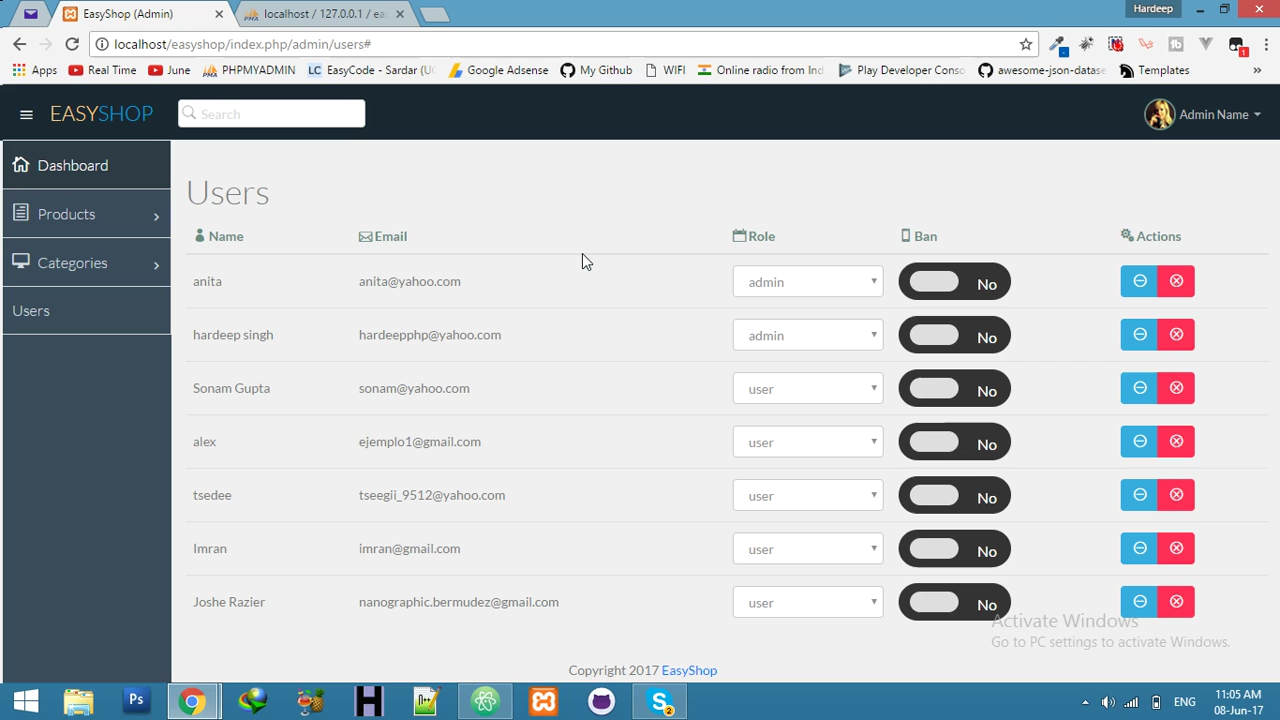 Hardeep
EasyShop (Admin)
localhost / 127.0.0.1 / ea
localhost/easyshop/index.php/admin/users#
Apps Real Time June PHPMYADMIN EasyCode - Sardar (U Google Adsense My Github WIFI Online radio from Ind Play Developer Conso awesome-json-datase Templates »
EASYSHOP Search Admin Name
Dashboard
Products
Categories
Users
Users
Name Email Role Ban Actions
anita anita@yahoo.com admin No
hardeep singh hardeepphp@yahoo.com admin No
Sonam Gupta sonam@yahoo.com user No
alex ejemplo1@gmail.com user No
tsedee tseegii_9512@yahoo.com user No
Imran imran@gmail.com user No
Joshe Razier nanographic.bermudez@gmail.com user No
Activate Windows
Go to PC settings to activate Windows.
Copyright 2017 EasyShop
Ps
ENG
11:05 AM
08-Jun-17